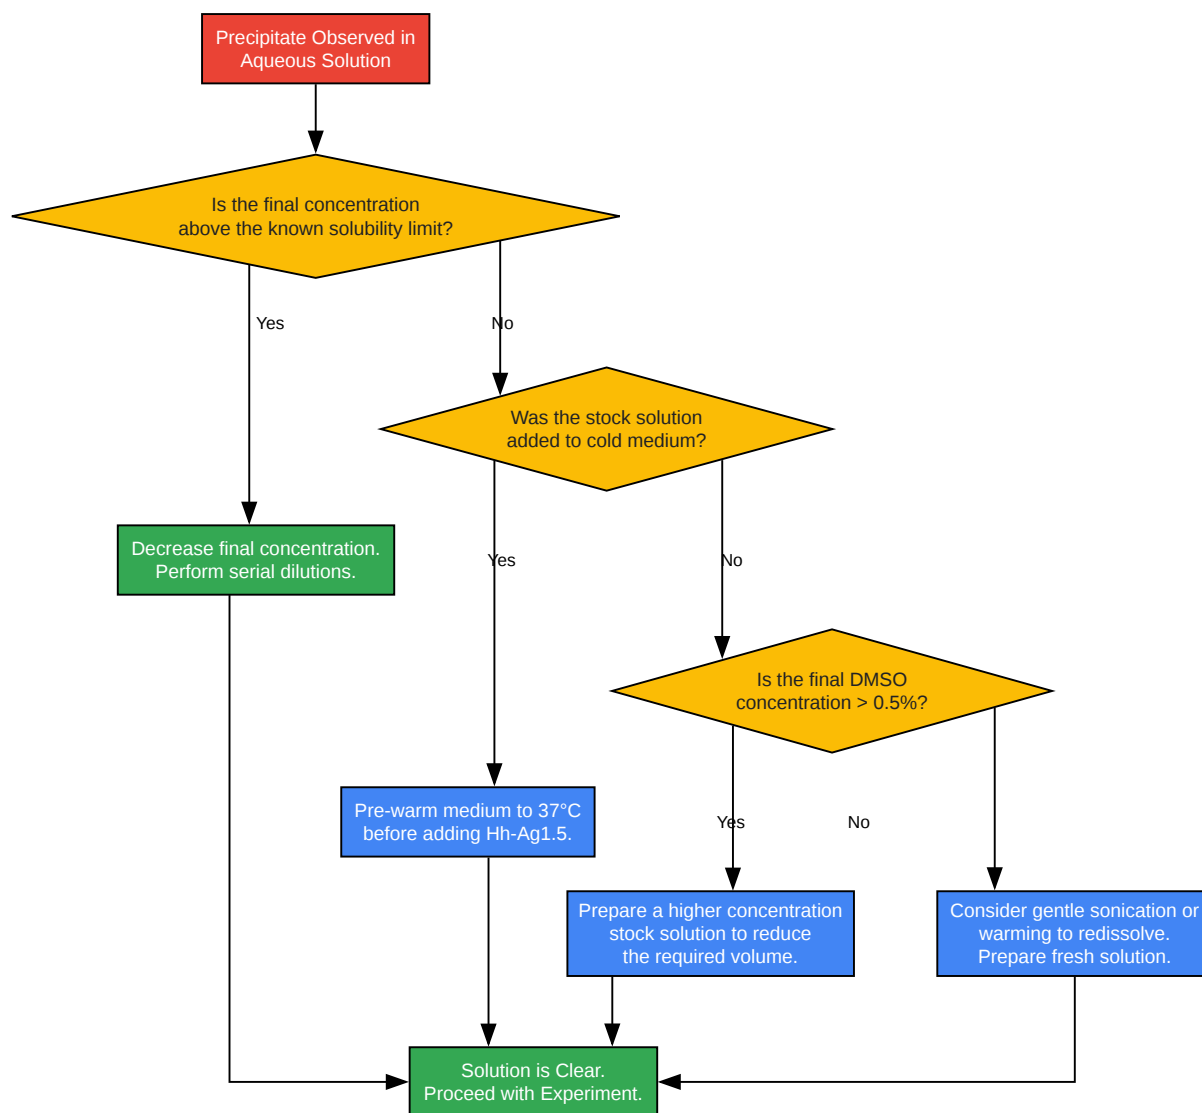 Precipitate Observed in
Aqueous Solution
Is the final concentration
above the known solubility limit?
Yes
No
Was the stock solution
added to cold medium?
Decrease final concentration.
Perform serial dilutions.
Yes
No
Is the final DMSO
concentration > 0.5%?
Pre-warm medium to 37°C
before adding Hh-Ag1.5.
Yes
No
Prepare a higher concentration
stock solution to reduce
the required volume.
Consider gentle sonication or
warming to redissolve.
Prepare fresh solution.
Solution is Clear.
Proceed with Experiment.